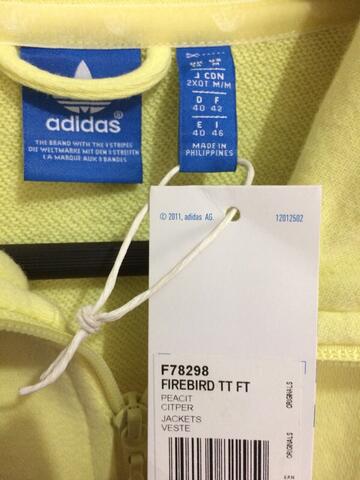 adidas
THE BRAND WITH THE 3 STRIPES
DIE WELTMARKE MIT DEN 3 STREIFEN
LA MARQUE AUX 3 BANDES
J CDN
2XOT M/M
D F
40 42
E I
40 46
MADE IN
PHILIPPINES
© 2011, adidas AG.
12012502
F78298
FIREBIRD TT FT
PEACIT
CITPER
JACKETS
VESTE
ORIGINALS
ORIGINALS